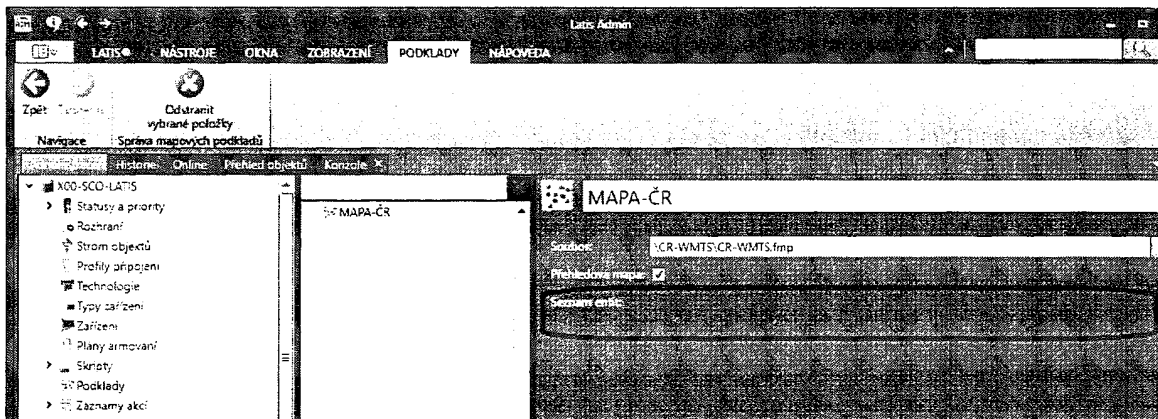 Latis Admin
LATIS NÁSTROJE OKNA ZOBRAZENÍ PODKLADY NÁPOVĚDA
Zpět
Odstranit
vybrané položky
Navigace Správa mapových podkladů
Historie Online Přehled objektů Konzole
X00-SCO-LATIS
Statusy a priority
Rozhraní
Strom objektů
Profily připojení
Technologie
Typy zařízení
Zařízení
Plány armování
Skripty
Podklady
Záznamy akcí
MAPA-ČR
MAPA-ČR
Soubor: \CR-WMTS\CR-WMTS.fmp
Přehledová mapa:
Seznam entit: